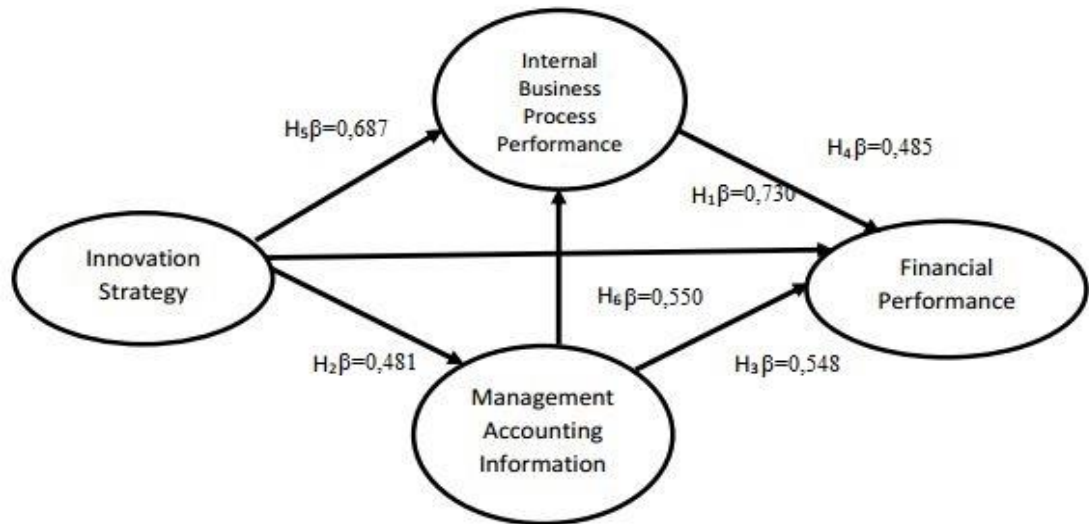 Internal
Business
Process
Performance
H₅β=0,687
H₄β=0,485
H₁β=0,730
Innovation
Strategy
Financial
Performance
H₆β=0,550
H₂β=0,481
H₃β=0,548
Management
Accounting
Information